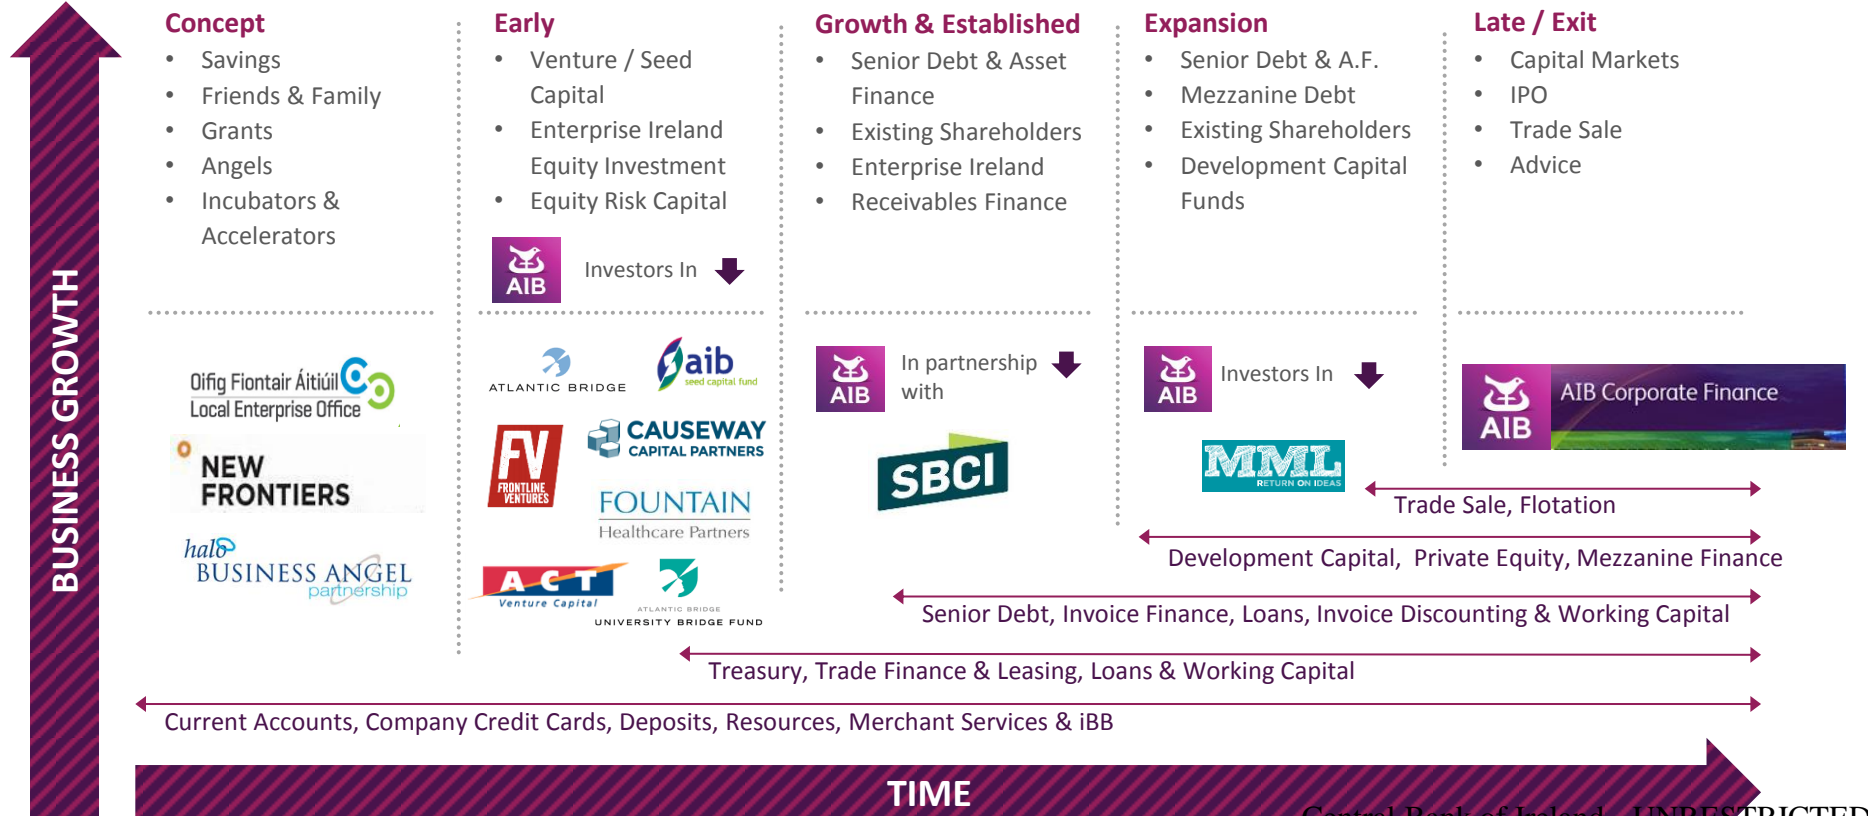 Concept
• Savings
• Friends & Family
• Grants
• Angels
• Incubators &
Accelerators
Early
• Venture / Seed
Capital
• Enterprise Ireland
Equity Investment
• Equity Risk Capital
AIB
Investors In
Growth & Established
• Senior Debt & Asset
Finance
• Existing Shareholders
• Enterprise Ireland
• Receivables Finance
Expansion
• Senior Debt & A.F.
• Mezzanine Debt
• Existing Shareholders
• Development Capital
Funds
Late / Exit
• Capital Markets
• IPO
• Trade Sale
• Advice
BUSINESS GROWTH
Oifig Fiontair Áitiúil
Local Enterprise Office
NEW
FRONTIERS
halo
BUSINESS ANGEL
partnership
ATLANTIC BRIDGE
aib
seed capital fund
FV
FRONTLINE
VENTURES
CAUSEWAY
CAPITAL PARTNERS
FOUNTAIN
Healthcare Partners
ACT
Venture Capital
ATLANTIC BRIDGE
UNIVERSITY BRIDGE FUND
AIB
In partnership
with
SBCI
AIB
Investors In
MML
RETURN ON IDEAS
AIB
AIB Corporate Finance
Trade Sale, Flotation
Development Capital, Private Equity, Mezzanine Finance
Senior Debt, Invoice Finance, Loans, Invoice Discounting & Working Capital
Treasury, Trade Finance & Leasing, Loans & Working Capital
Current Accounts, Company Credit Cards, Deposits, Resources, Merchant Services & iBB
TIME
Central Bank of Ireland - UNRESTRICTED